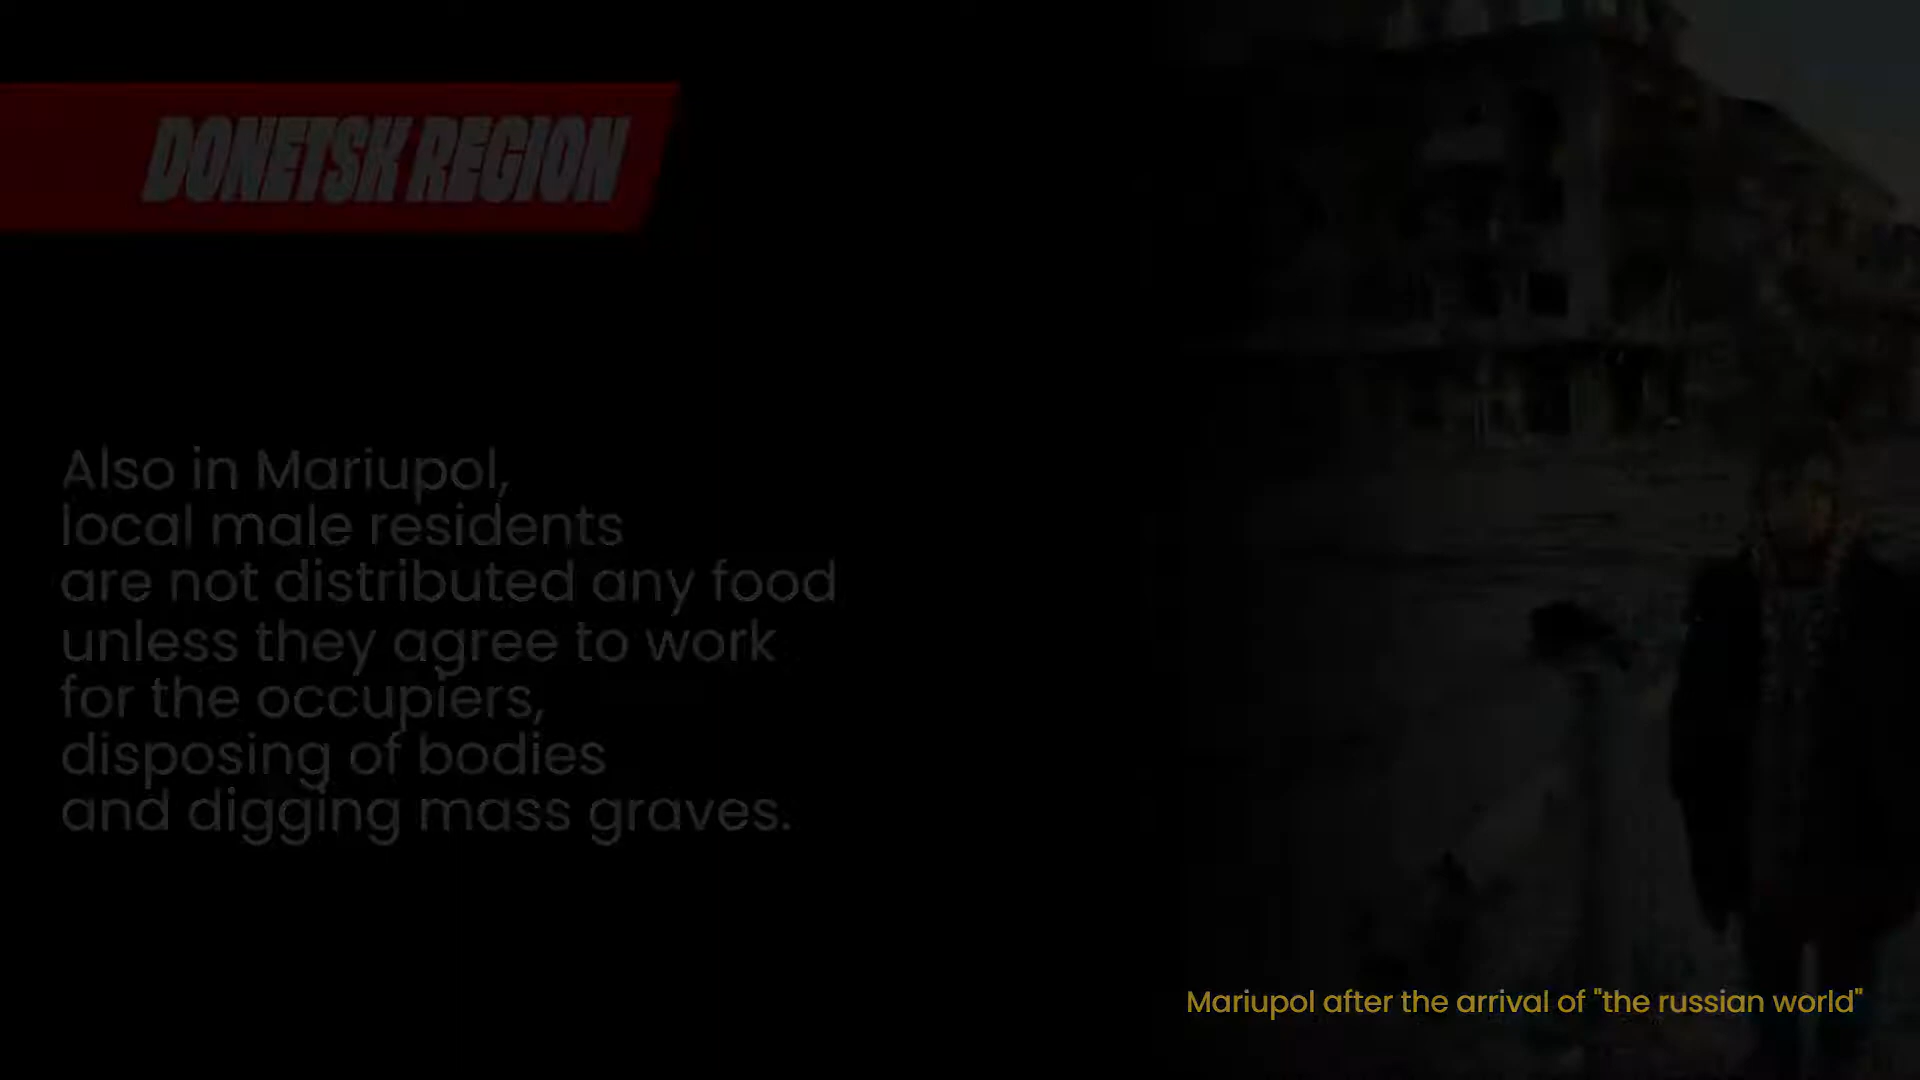 DONETSK REGION
Also in Mariupol,
local male residents
are not distributed any food
unless they agree to work
for the occupiers,
disposing of bodies
and digging mass graves.
Mariupol after the arrival of "the russian world"